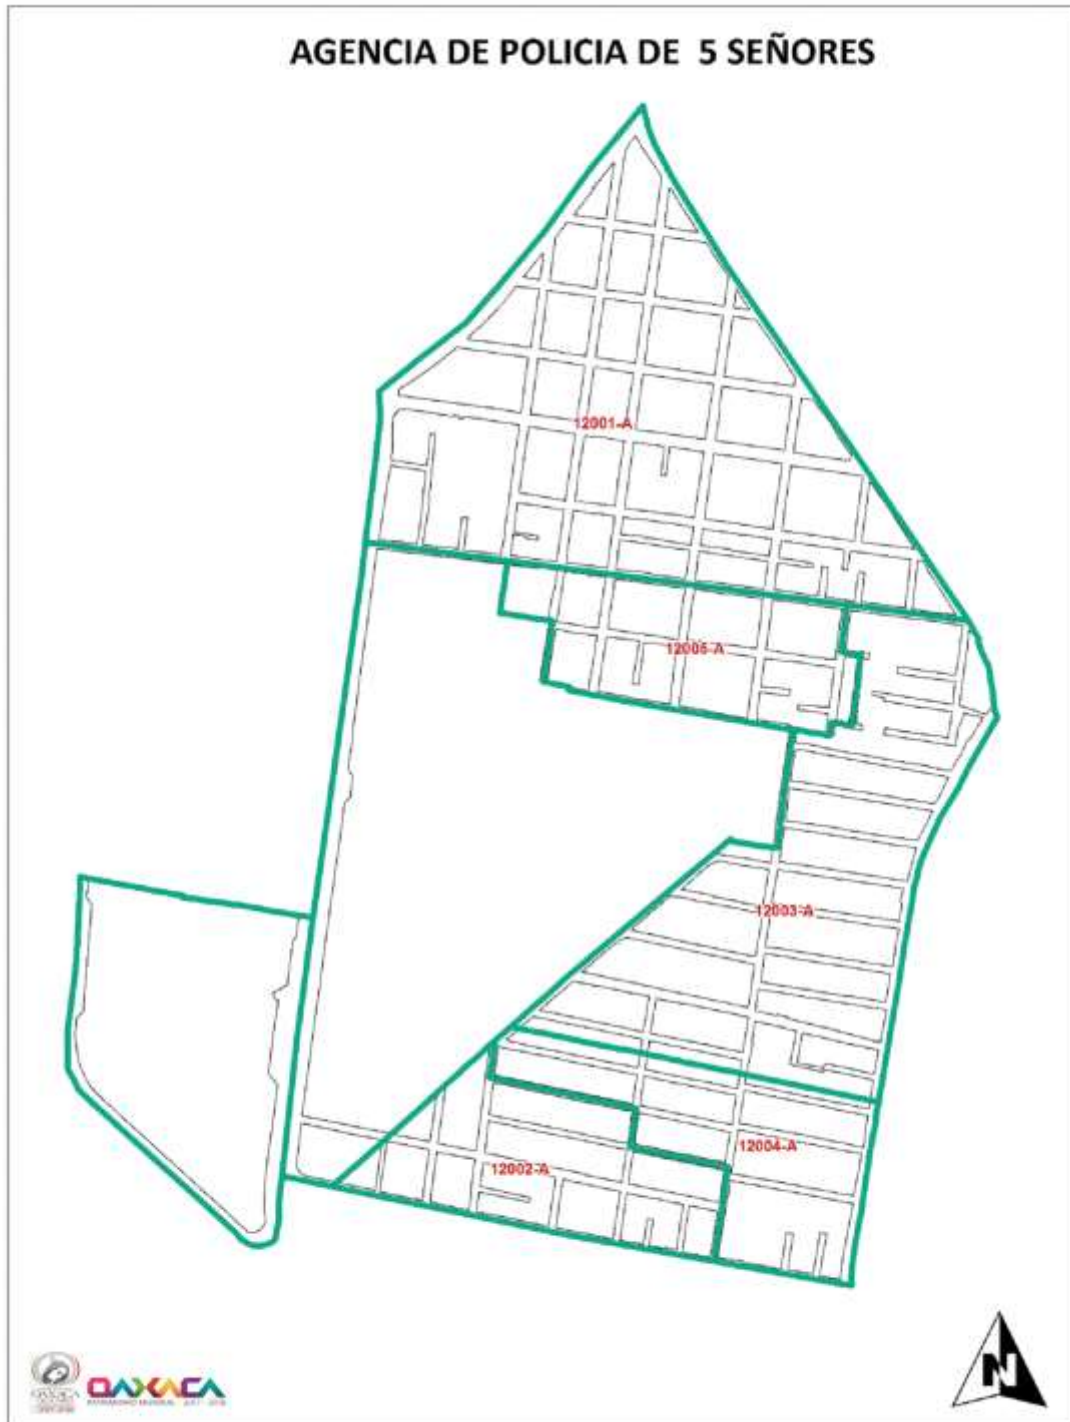 AGENCIA DE POLICIA DE 5 SEÑORES
12001-A
12005-A
12003-A
12004-A
12002-A
OAXACA
N